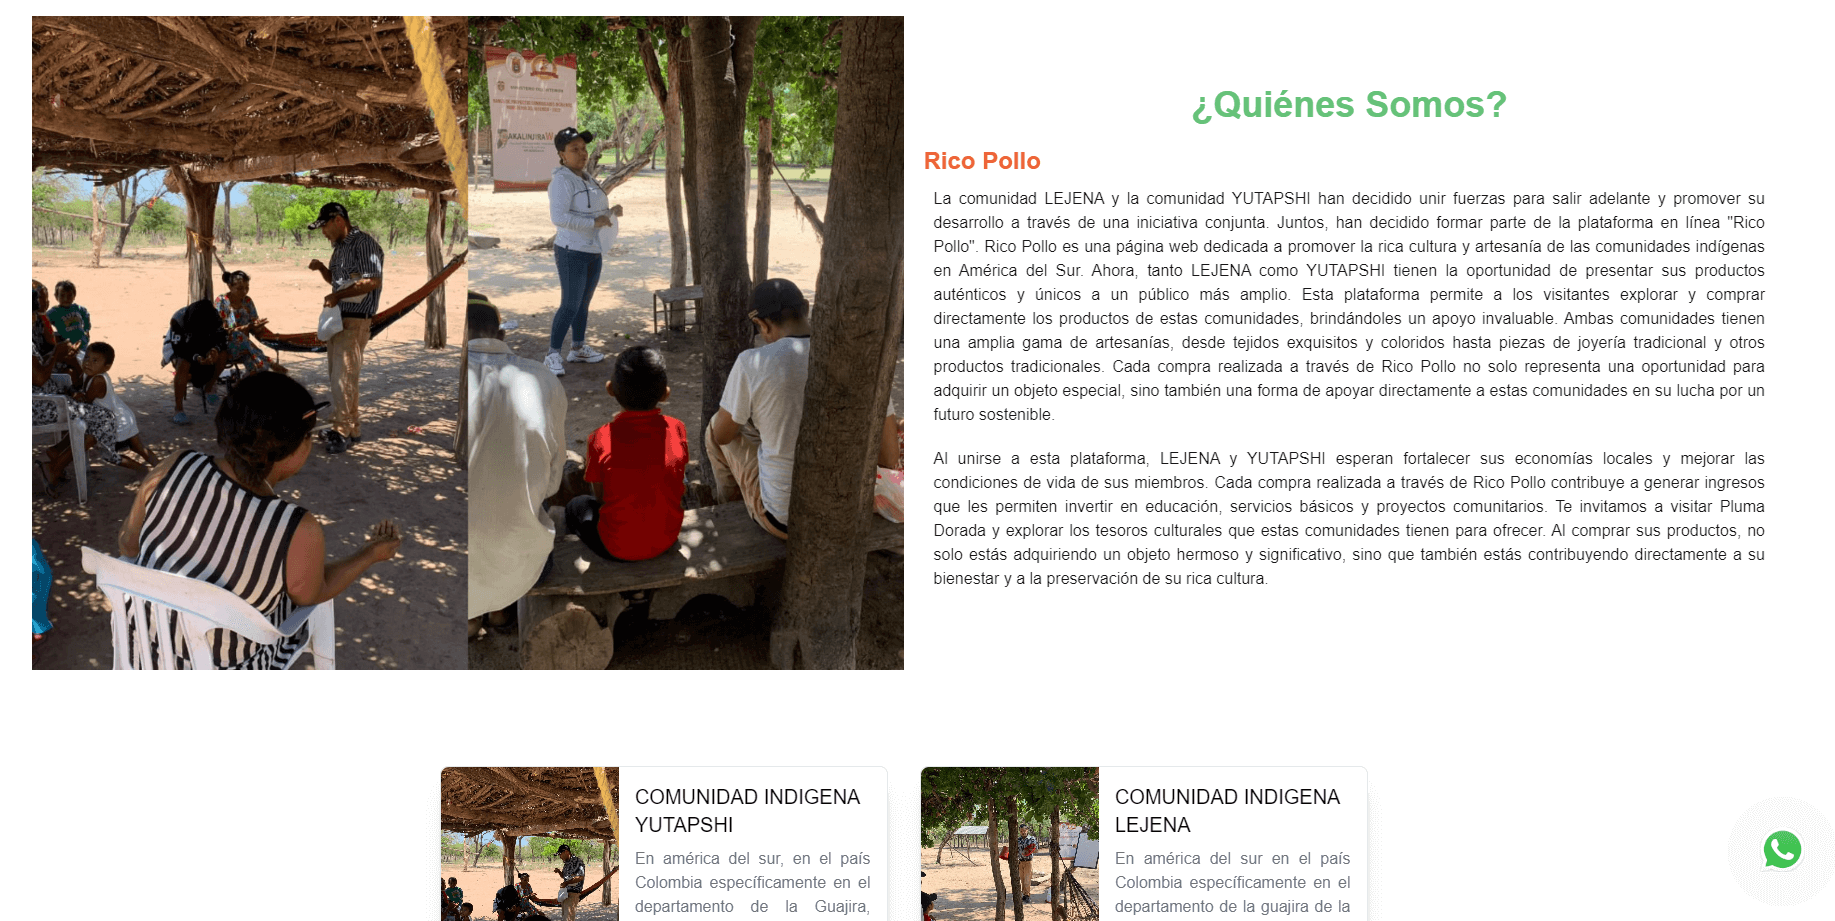 ¿Quiénes Somos?
Rico Pollo
La comunidad LEJENA y la comunidad YUTAPSHI han decidido unir fuerzas para salir adelante y promover su
desarrollo a través de una iniciativa conjunta. Juntos, han decidido formar parte de la plataforma en línea "Rico
Pollo". Rico Pollo es una página web dedicada a promover la rica cultura y artesanía de las comunidades indígenas
en América del Sur. Ahora, tanto LEJENA como YUTAPSHI tienen la oportunidad de presentar sus productos
auténticos y únicos a un público más amplio. Esta plataforma permite a los visitantes explorar y comprar
directamente los productos de estas comunidades, brindándoles un apoyo invaluable. Ambas comunidades tienen
una amplia gama de artesanías, desde tejidos exquisitos y coloridos hasta piezas de joyería tradicional y otros
productos tradicionales. Cada compra realizada a través de Rico Pollo no solo representa una oportunidad para
adquirir un objeto especial, sino también una forma de apoyar directamente a estas comunidades en su lucha por un
futuro sostenible.
Al unirse a esta plataforma, LEJENA y YUTAPSHI esperan fortalecer sus economías locales y mejorar las
condiciones de vida de sus miembros. Cada compra realizada a través de Rico Pollo contribuye a generar ingresos
que les permiten invertir en educación, servicios básicos y proyectos comunitarios. Te invitamos a visitar Pluma
Dorada y explorar los tesoros culturales que estas comunidades tienen para ofrecer. Al comprar sus productos, no
solo estás adquiriendo un objeto hermoso y significativo, sino que también estás contribuyendo directamente a su
bienestar y a la preservación de su rica cultura.
COMUNIDAD INDIGENA
YUTAPSHI
En américa del sur, en el país
Colombia específicamente en el
departamento de la Guajira,
COMUNIDAD INDIGENA
LEJENA
En américa del sur en el país
Colombia específicamente en el
departamento de la guajira de la